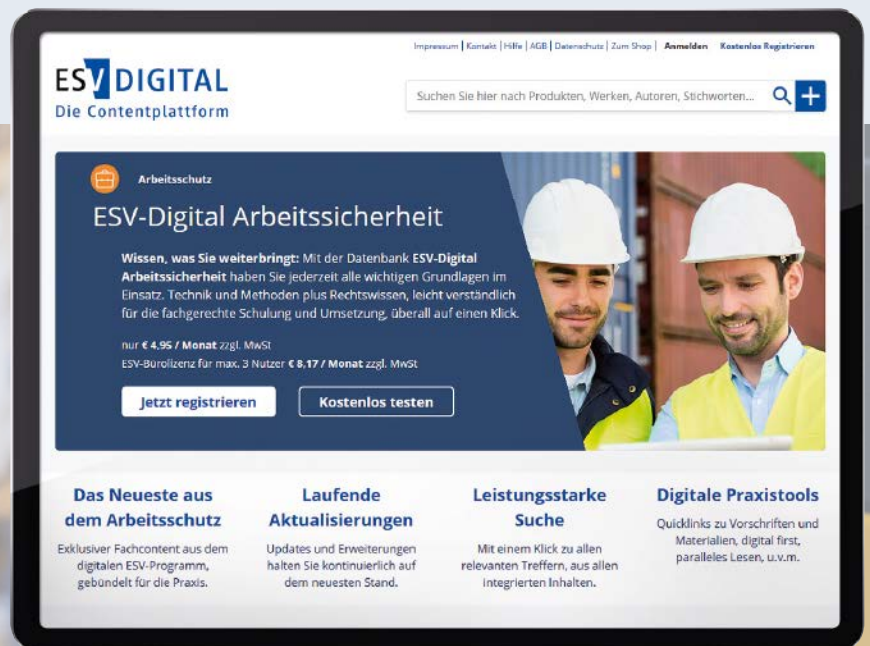 Impressum | Kontakt | Hilfe | AGB | Datenschutz | Zum Shop | Anmelden Kostenlos Registrieren
ESV DIGITAL
Die Contentplattform
Suchen Sie hier nach Produkten, Werken, Autoren, Stichworten...
Arbeitsschutz
ESV-Digital Arbeitssicherheit
Wissen, was Sie weiterbringt: Mit der Datenbank ESV-Digital
Arbeitssicherheit haben Sie jederzeit alle wichtigen Grundlagen im
Einsatz. Technik und Methoden plus Rechtswissen, leicht verständlich
für die fachgerechte Schulung und Umsetzung, überall auf einen Klick.
nur € 4,95 / Monat zzgl. MwSt
ESV-Bürolizenz für max. 3 Nutzer € 8,17 / Monat zzgl. MwSt
Jetzt registrieren
Kostenlos testen
Das Neueste aus
dem Arbeitsschutz
Exklusiver Fachcontent aus dem
digitalen ESV-Programm,
gebündelt für die Praxis.
Laufende
Aktualisierungen
Updates und Erweiterungen
halten Sie kontinuierlich auf
dem neuesten Stand.
Leistungsstarke
Suche
Mit einem Klick zu allen
relevanten Treffern, aus allen
integrierten Inhalten.
Digitale Praxistools
Quicklinks zu Vorschriften und
Materialien, digital first,
paralleles Lesen, u.v.m.